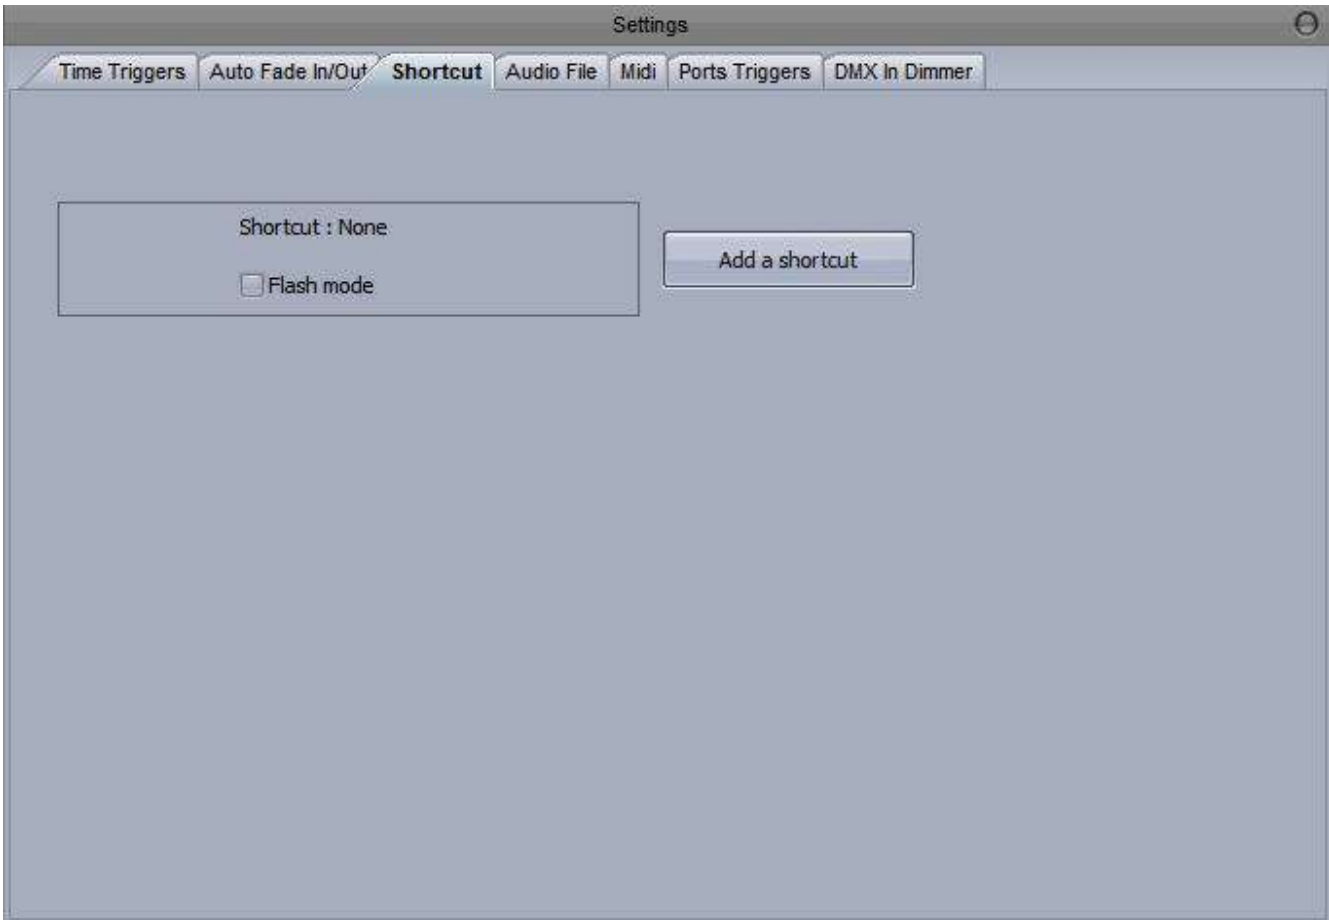 Settings
Time Triggers Auto Fade In/Out Shortcut Audio File Midi Ports Triggers DMX In Dimmer
Shortcut : None
Add a shortcut
Flash mode